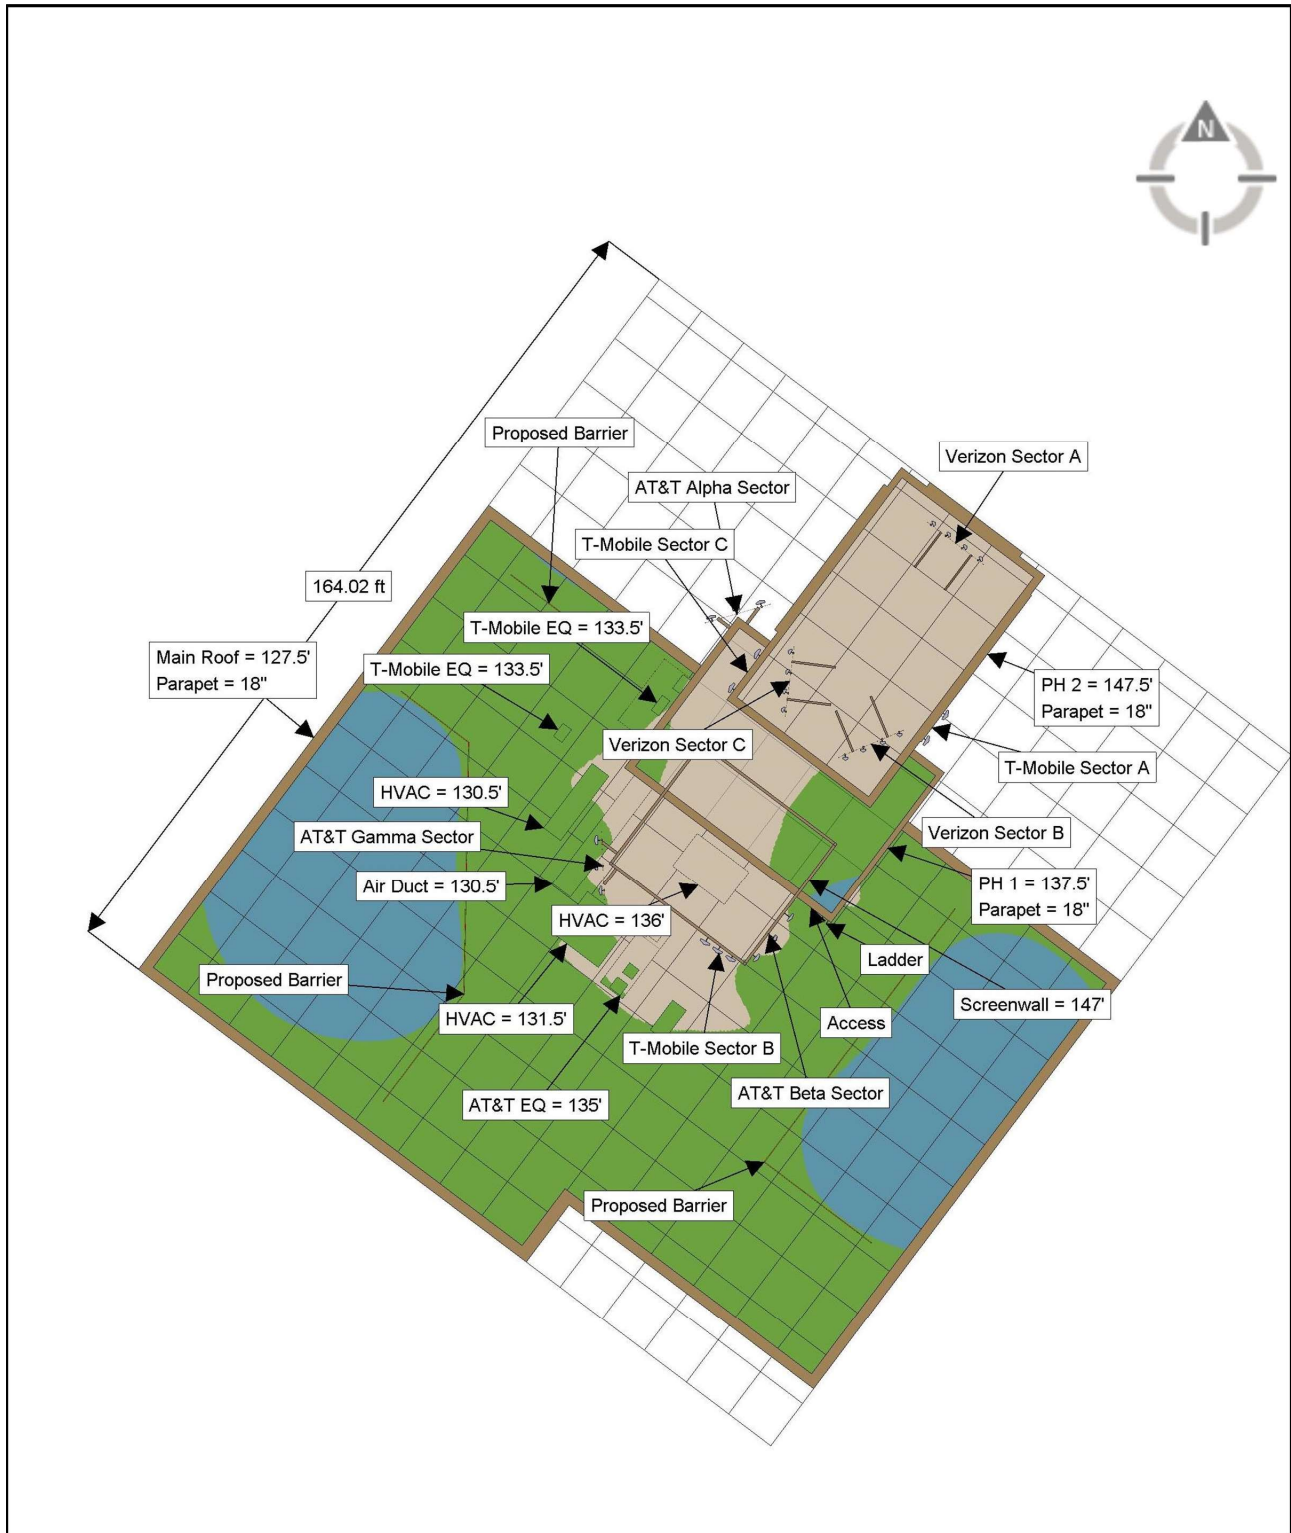 N
Proposed Barrier
Verizon Sector A
AT&T Alpha Sector
T-Mobile Sector C
164.02 ft
T-Mobile EQ = 133.5'
Main Roof = 127.5'
Parapet = 18"
T-Mobile EQ = 133.5'
PH 2 = 147.5'
Parapet = 18"
Verizon Sector C
T-Mobile Sector A
HVAC = 130.5'
AT&T Gamma Sector
Verizon Sector B
Air Duct = 130.5'
PH 1 = 137.5'
Parapet = 18"
HVAC = 136'
Ladder
Proposed Barrier
Screenwall = 147'
HVAC = 131.5'
Access
T-Mobile Sector B
AT&T Beta Sector
AT&T EQ = 135'
Proposed Barrier